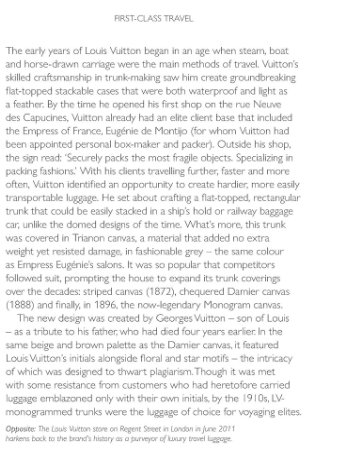 FIRST-CLASS TRAVEL
The early years of Louis Vuitton began in an age when steam, boat
and horse-drawn carriage were the main methods of travel. Vuitton's
skilled craftsmanship in trunk-making saw him create groundbreaking
flat-topped stackable cases that were both waterproof and light as
a feather. By the time he opened his first shop on the rue Neuve
des Capucines, Vuitton already had an elite client base that included
the Empress of France, Eugénie de Montijo (for whom Vuitton had
been appointed personal box-maker and packer). Outside his shop,
the sign read: 'Securely packs the most fragile objects. Specializing in
packing fashions.' With his clients travelling further, faster and more
often, Vuitton identified an opportunity to create hardier, more easily
transportable luggage. He set about crafting a flat-topped, rectangular
trunk that could be easily stacked in a ship's hold or railway baggage
car, unlike the domed designs of the time. What's more, this trunk
was covered in Trianon canvas, a material that added no extra
weight yet resisted damage, in fashionable grey – the same colour
as Empress Eugénie's salons. It was so popular that competitors
followed suit, prompting the house to expand its trunk coverings
over the decades: striped canvas (1872), chequered Damier canvas
(1888) and finally, in 1896, the now-legendary Monogram canvas.
The new design was created by Georges Vuitton – son of Louis
– as a tribute to his father, who had died four years earlier. In the
same beige and brown palette as the Damier canvas, it featured
Louis Vuitton's initials alongside floral and star motifs – the intricacy
of which was designed to thwart plagiarism. Though it was met
with some resistance from customers who had heretofore carried
luggage emblazoned only with their own initials, by the 1910s, LV-
monogrammed trunks were the luggage of choice for voyaging elites.
Opposite: The Louis Vuitton store on Regent Street in London in June 2011
harkens back to the brand's history as a purveyor of luxury travel luggage.